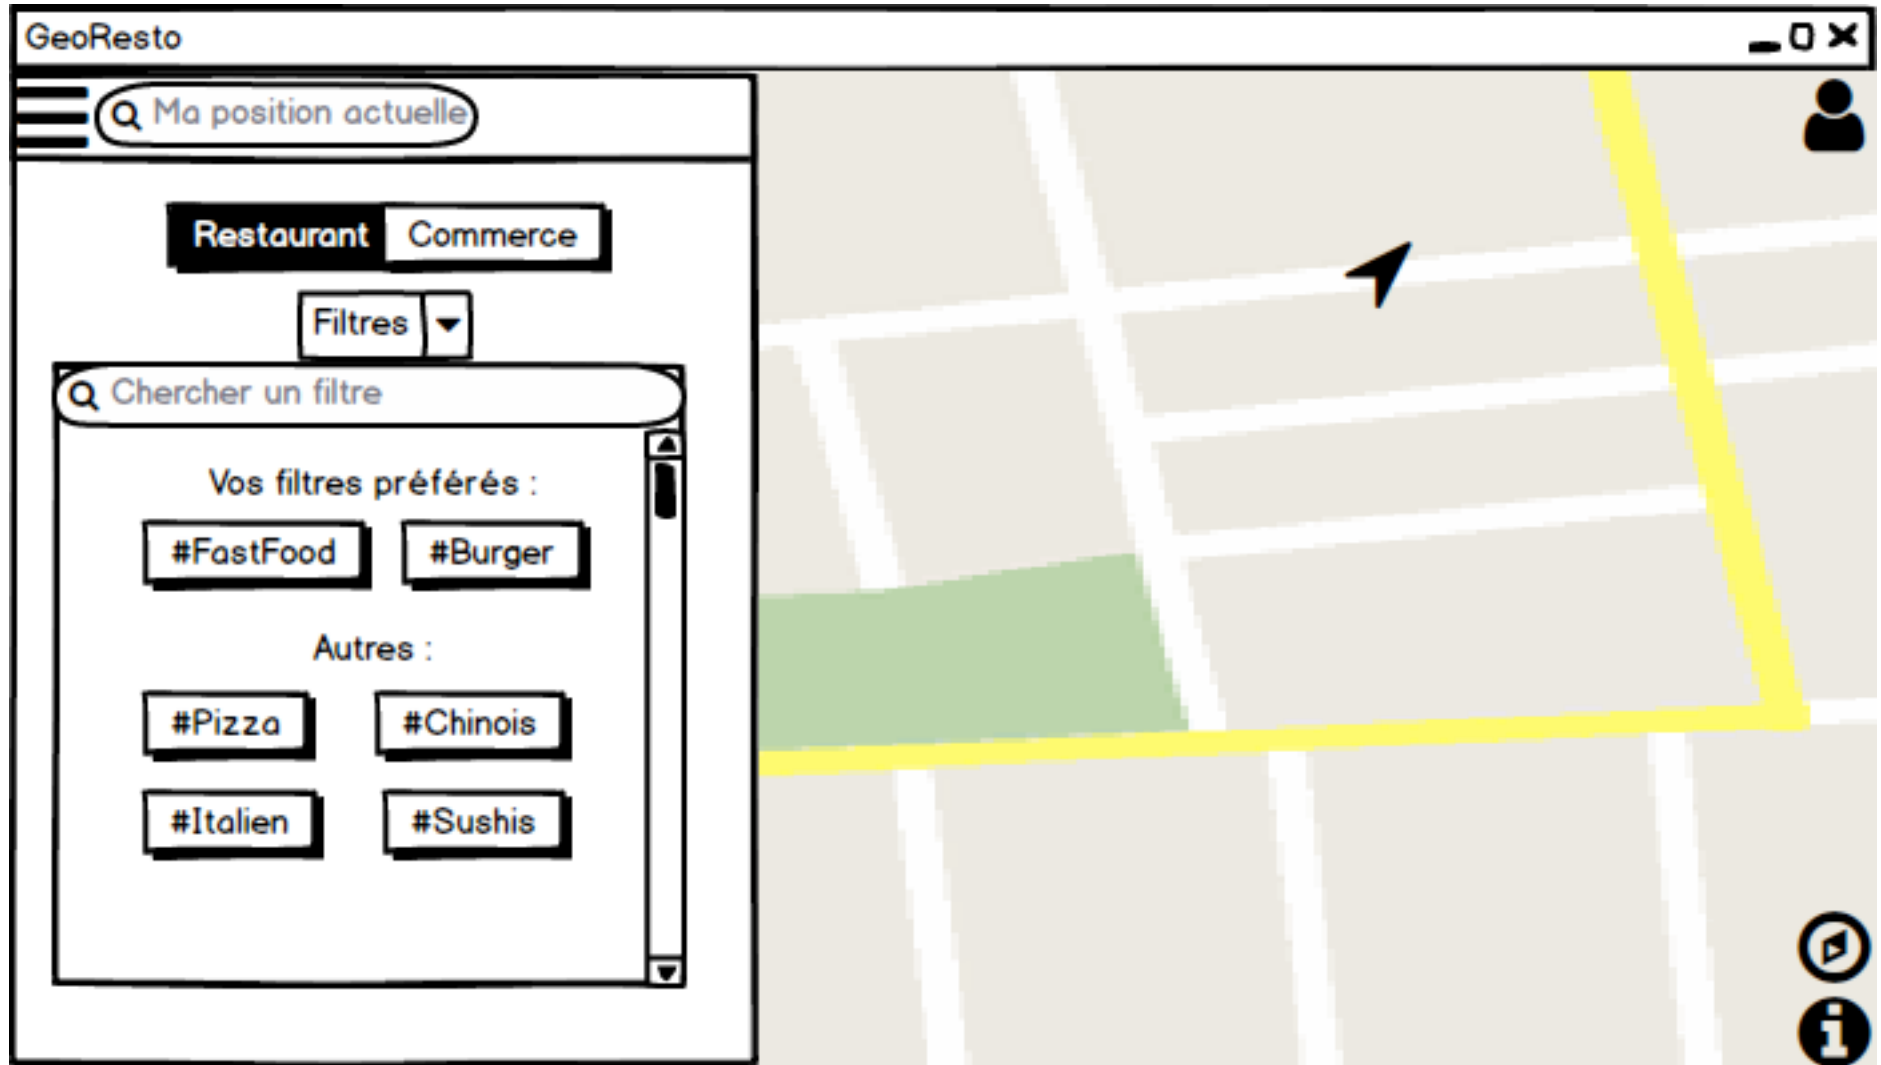 GeoResto
Ma position actuelle
Restaurant Commerce
Filtres
Chercher un filtre
Vos filtres préférés :
#FastFood #Burger
Autres :
#Pizza #Chinois
#Italien #Sushis